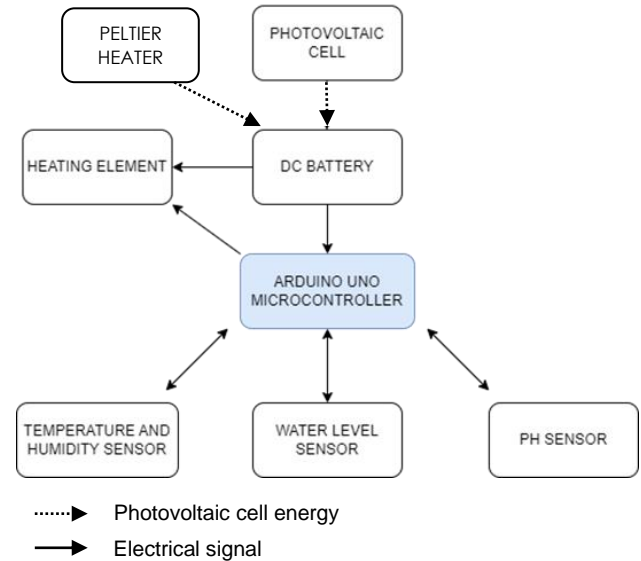 PELTIER
HEATER
PHOTOVOLTAIC
CELL
HEATING ELEMENT
DC BATTERY
ARDUINO UNO
MICROCONTROLLER
TEMPERATURE AND
HUMIDITY SENSOR
WATER LEVEL
SENSOR
PH SENSOR
Photovoltaic cell energy
Electrical signal